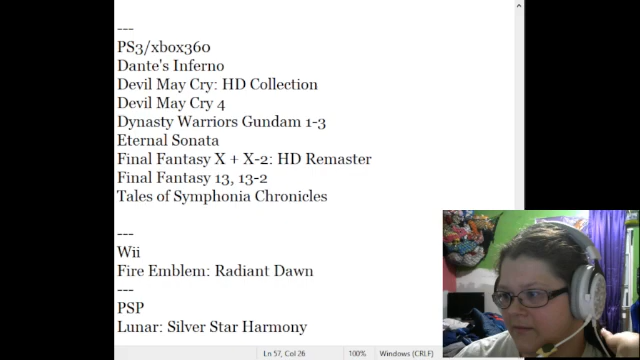 ---
PS3/xbox360
Dante's Inferno
Devil May Cry: HD Collection
Devil May Cry 4
Dynasty Warriors Gundam 1-3
Eternal Sonata
Final Fantasy X + X-2: HD Remaster
Final Fantasy 13, 13-2
Tales of Symphonia Chronicles
---
Wii
Fire Emblem: Radiant Dawn
---
PSP
Lunar: Silver Star Harmony
Ln 57, Col 26 100% Windows (CRLF)